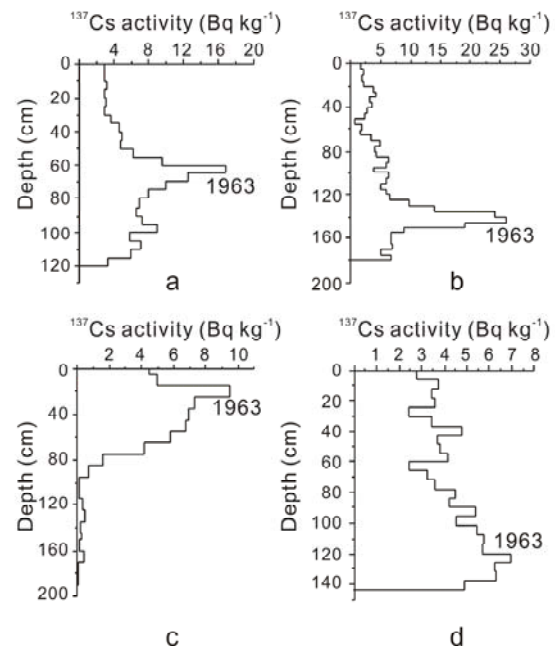 ¹³⁷Cs activity (Bq kg⁻¹)
4 8 12 16 20
Depth (cm)
0
20
40
60
80
100
120
1963
a
¹³⁷Cs activity (Bq kg⁻¹)
5 10 15 20 25 30
Depth (cm)
0
40
80
120
160
200
1963
b
¹³⁷Cs activity (Bq kg⁻¹)
0 2 4 6 8 10
Depth (cm)
0
40
80
120
160
200
1963
c
¹³⁷Cs activity (Bq kg⁻¹)
1 2 3 4 5 6 7 8
Depth (cm)
0
20
40
60
80
100
120
140
1963
d